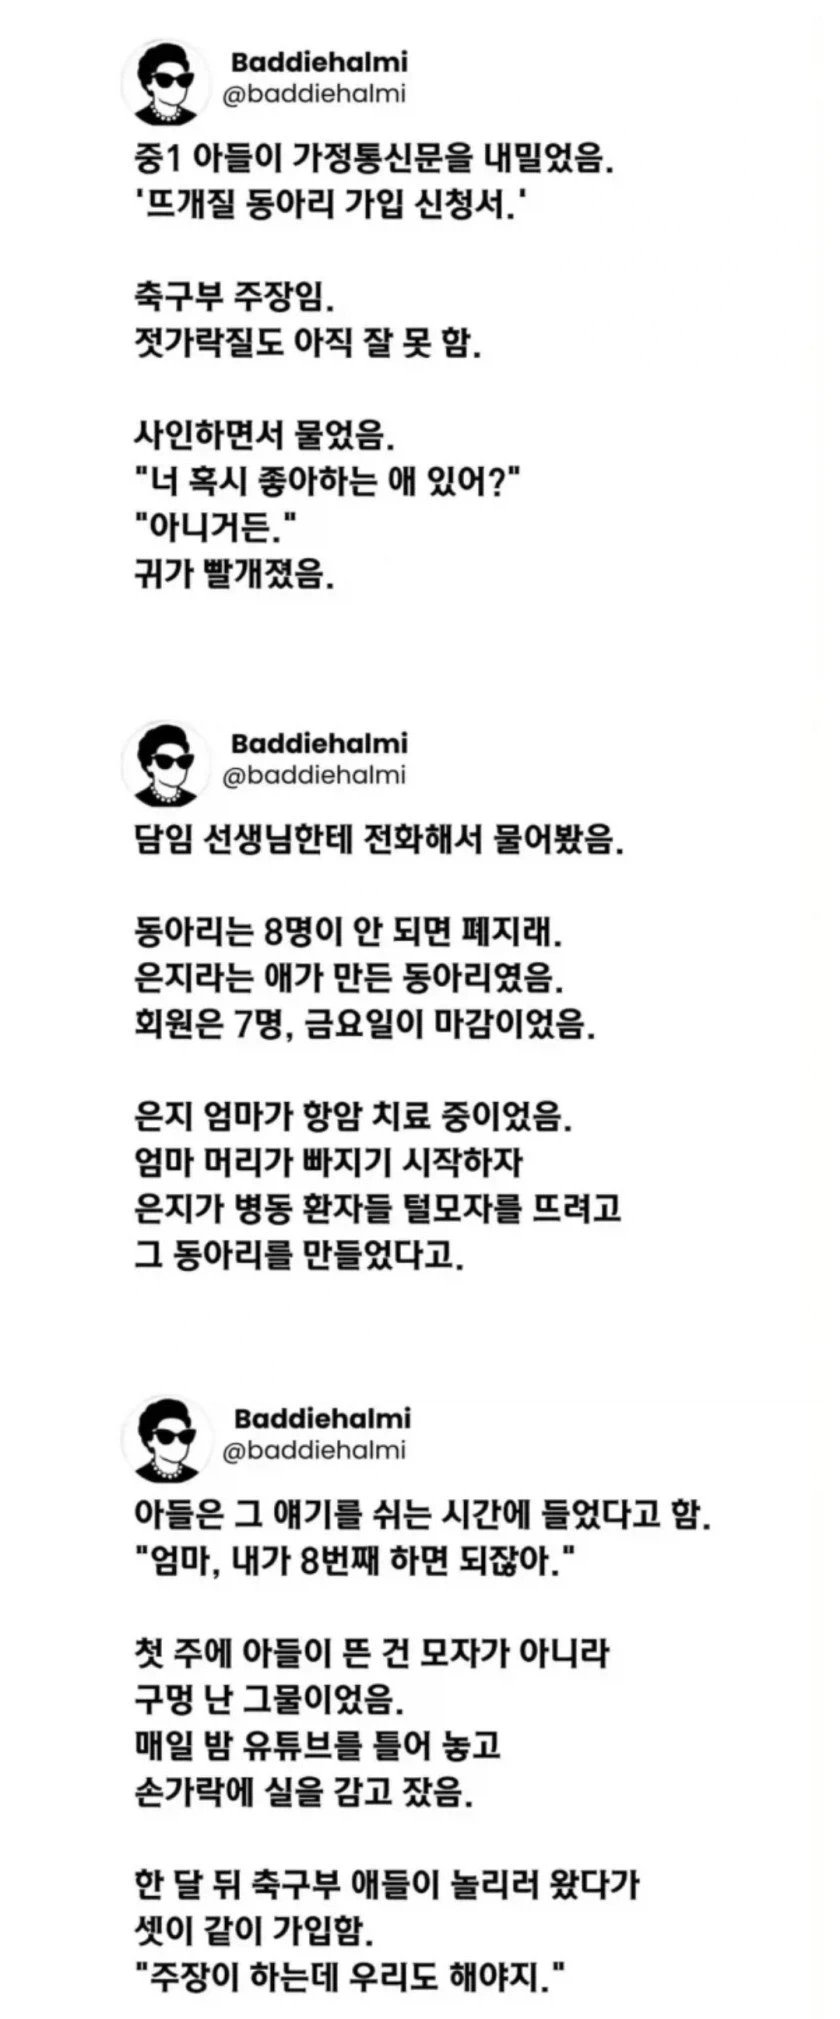 Baddiehalmi
@baddiehalmi
중1 아들이 가정통신문을 내밀었음.
'뜨개질 동아리 가입 신청서.'
축구부 주장임.
젓가락질도 아직 잘 못 함.
사인하면서 물었음.
"너 혹시 좋아하는 애 있어?"
"아니거든."
귀가 빨개졌음.
Baddiehalmi
@baddiehalmi
담임 선생님한테 전화해서 물어봤음.
동아리는 8명이 안 되면 폐지래.
은지라는 애가 만든 동아리였음.
회원은 7명, 금요일이 마감이었음.
은지 엄마가 항암 치료 중이었음.
엄마 머리가 빠지기 시작하자
은지가 병동 환자들 털모자를 뜨려고
그 동아리를 만들었다고.
Baddiehalmi
@baddiehalmi
아들은 그 얘기를 쉬는 시간에 들었다고 함.
"엄마, 내가 8번째 하면 되잖아."
첫 주에 아들이 뜬 건 모자가 아니라
구멍 난 그물이었음.
매일 밤 유튜브를 틀어 놓고
손가락에 실을 감고 잤음.
한 달 뒤 축구부 애들이 놀리러 왔다가
셋이 같이 가입함.
"주장이 하는데 우리도 해야지."